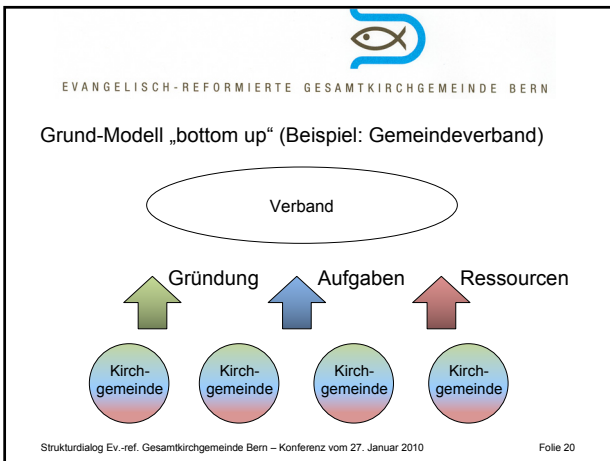 EVANGELISCH-REFORMIERTE GESAMTKIRCHGEMEINDE BERN
Grund-Modell „bottom up“ (Beispiel: Gemeindeverband)
Verband
Gründung Aufgaben Ressourcen
Kirch- Kirch- Kirch- Kirch-
gemeinde gemeinde gemeinde gemeinde
Strukturdialog Ev.-ref. Gesamtkirchgemeinde Bern – Konferenz vom 27. Januar 2010 Folie 20